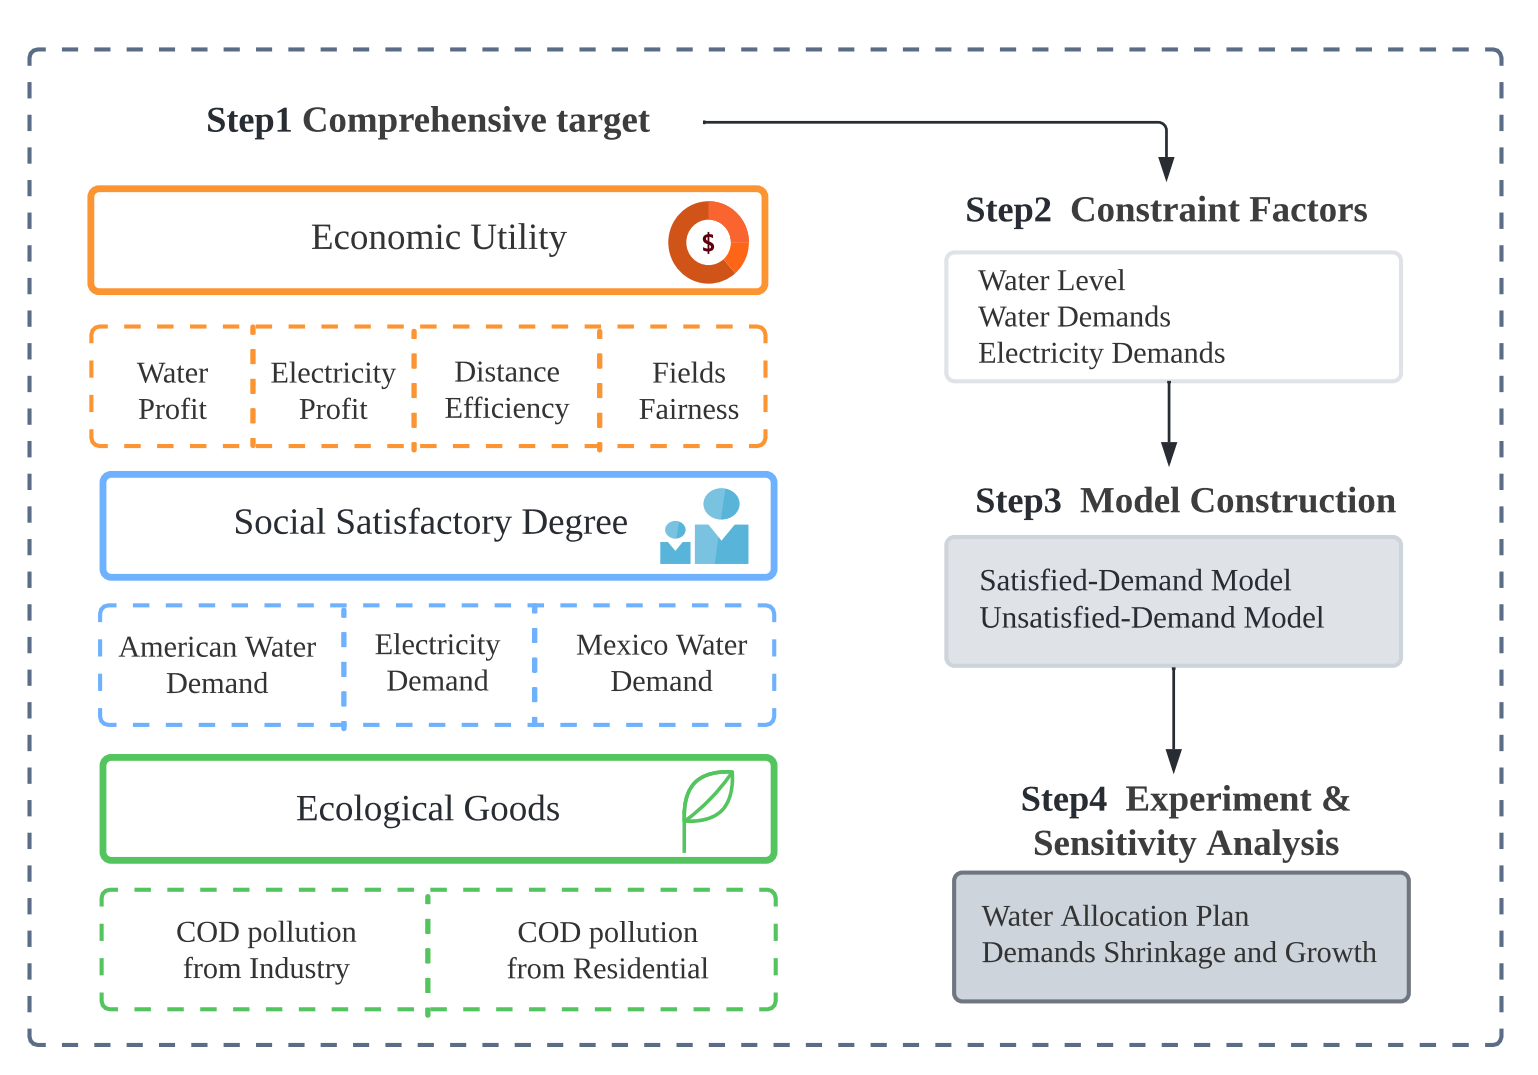 Step1 Comprehensive target
Economic Utility
$
Water
Profit
Electricity
Profit
Distance
Efficiency
Fields
Fairness
Social Satisfactory Degree
American Water
Demand
Electricity
Demand
Mexico Water
Demand
Ecological Goods
COD pollution
from Industry
COD pollution
from Residential
Step2 Constraint Factors
Water Level
Water Demands
Electricity Demands
Step3 Model Construction
Satisfied-Demand Model
Unsatisfied-Demand Model
Step4 Experiment &
Sensitivity Analysis
Water Allocation Plan
Demands Shrinkage and Growth